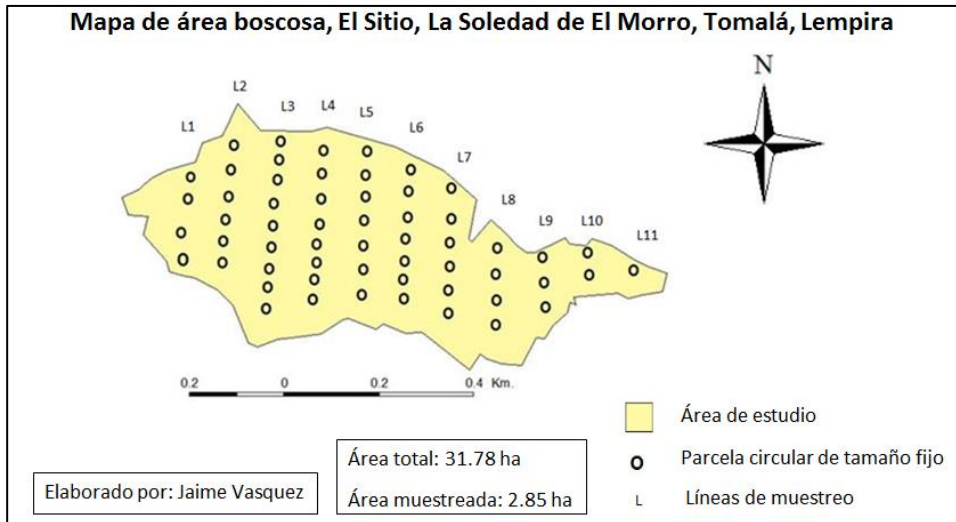 Mapa de área boscosa, El Sitio, La Soledad de El Morro, Tomalá, Lempira
N
L1
L2
L3
L4
L5
L6
L7
L8
L9
L10
L11
0.2 0 0.2 0.4 Km.
Área de estudio
Parcela circular de tamaño fijo
L Líneas de muestreo
Área total: 31.78 ha
Área muestreada: 2.85 ha
Elaborado por: Jaime Vasquez